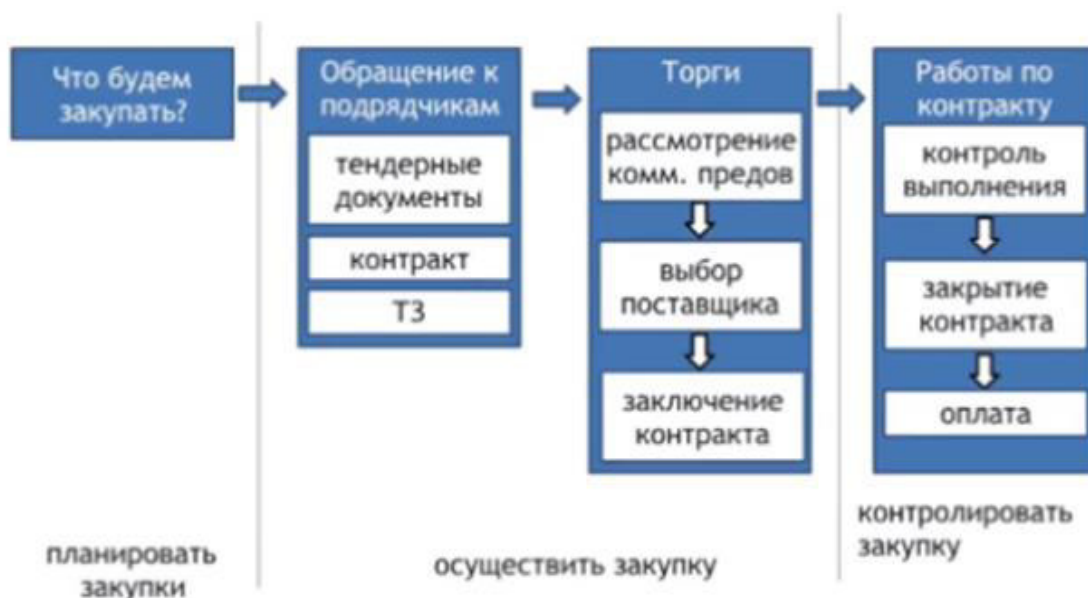 Что будем
закупать?
Обращение к
подрядчикам
тендерные
документы
контракт
ТЗ
Торги
рассмотрение
комм. предов
выбор
поставщика
заключение
контракта
Работы по
контракту
контроль
выполнения
закрытие
контракта
оплата
планировать
закупки
осуществить закупку
контролировать
закупку